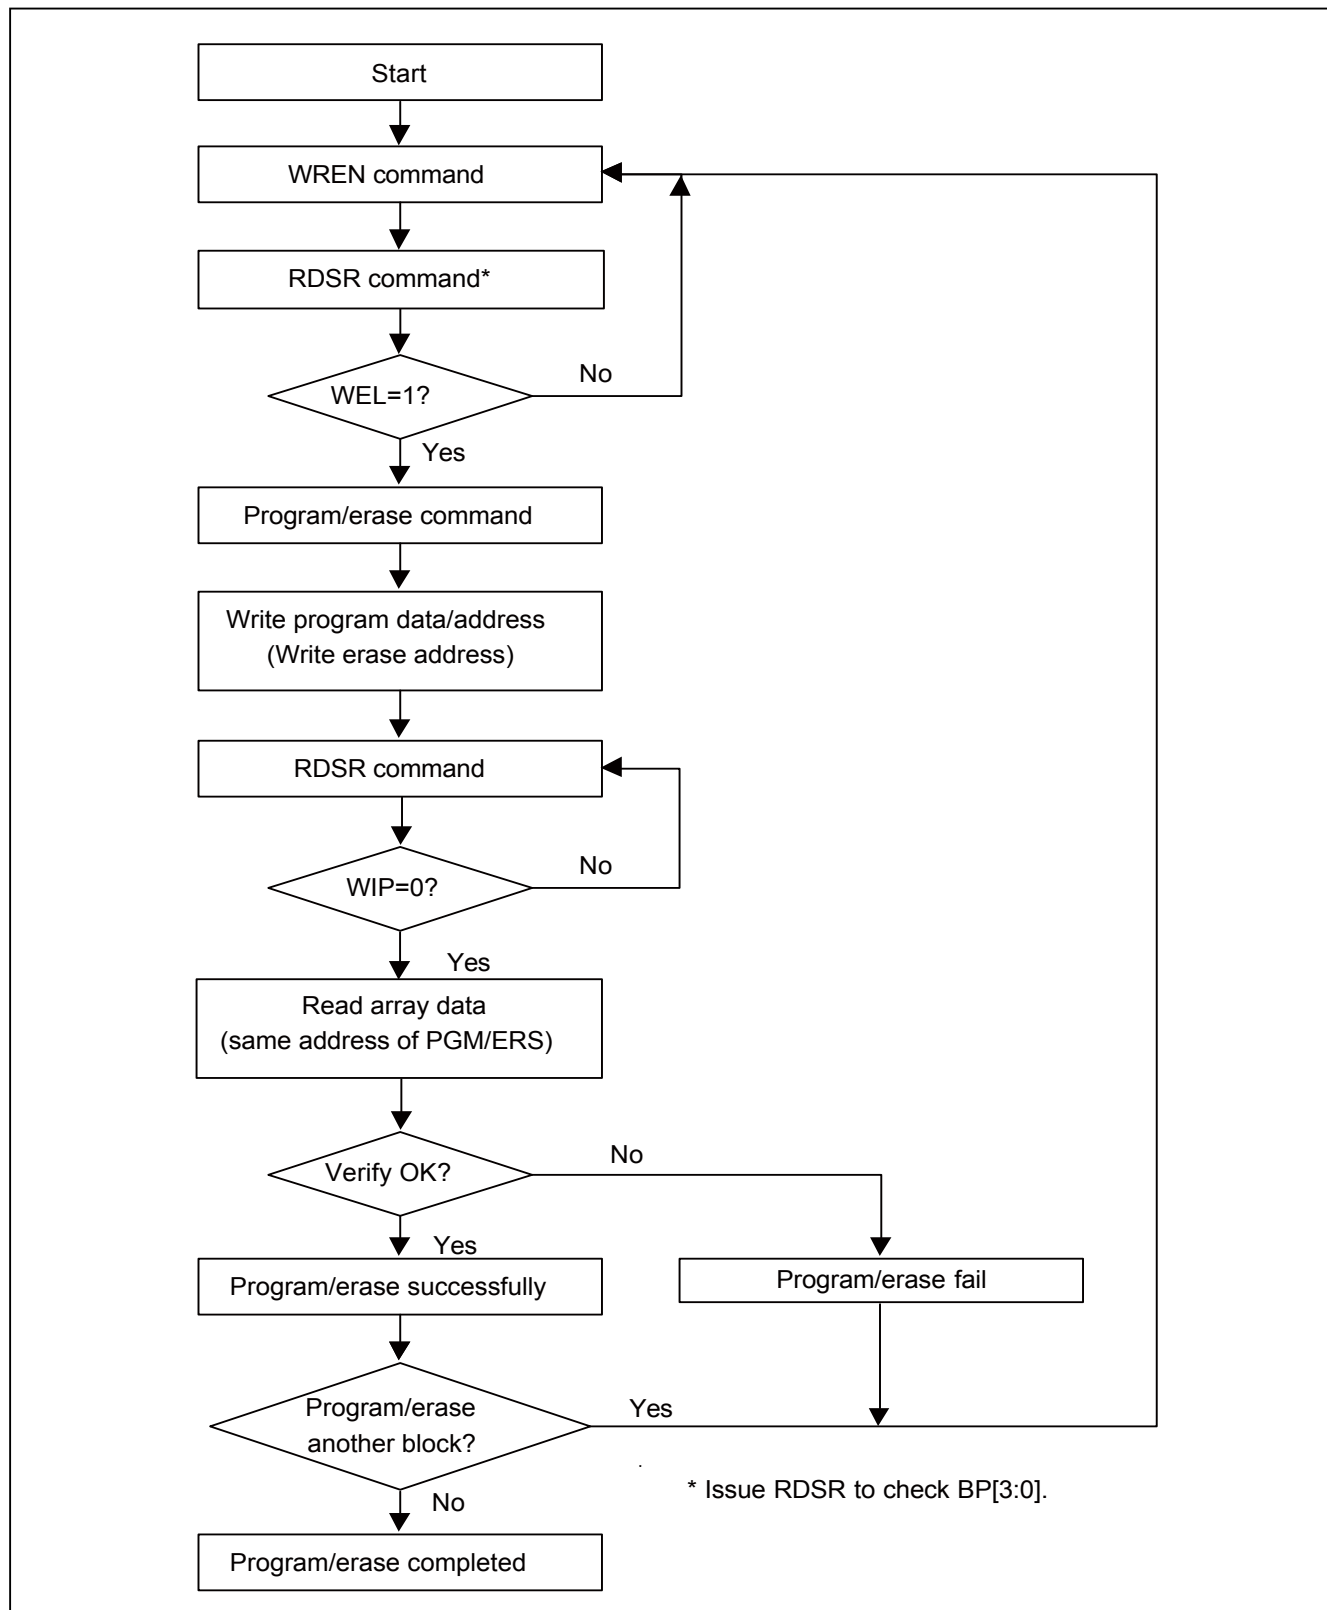 Start
WREN command
RDSR command*
WEL=1?
No
Yes
Program/erase command
Write program data/address
(Write erase address)
RDSR command
WIP=0?
No
Yes
Read array data
(same address of PGM/ERS)
Verify OK?
No
Yes
Program/erase successfully
Program/erase fail
Program/erase
another block?
Yes
* Issue RDSR to check BP[3:0].
No
Program/erase completed